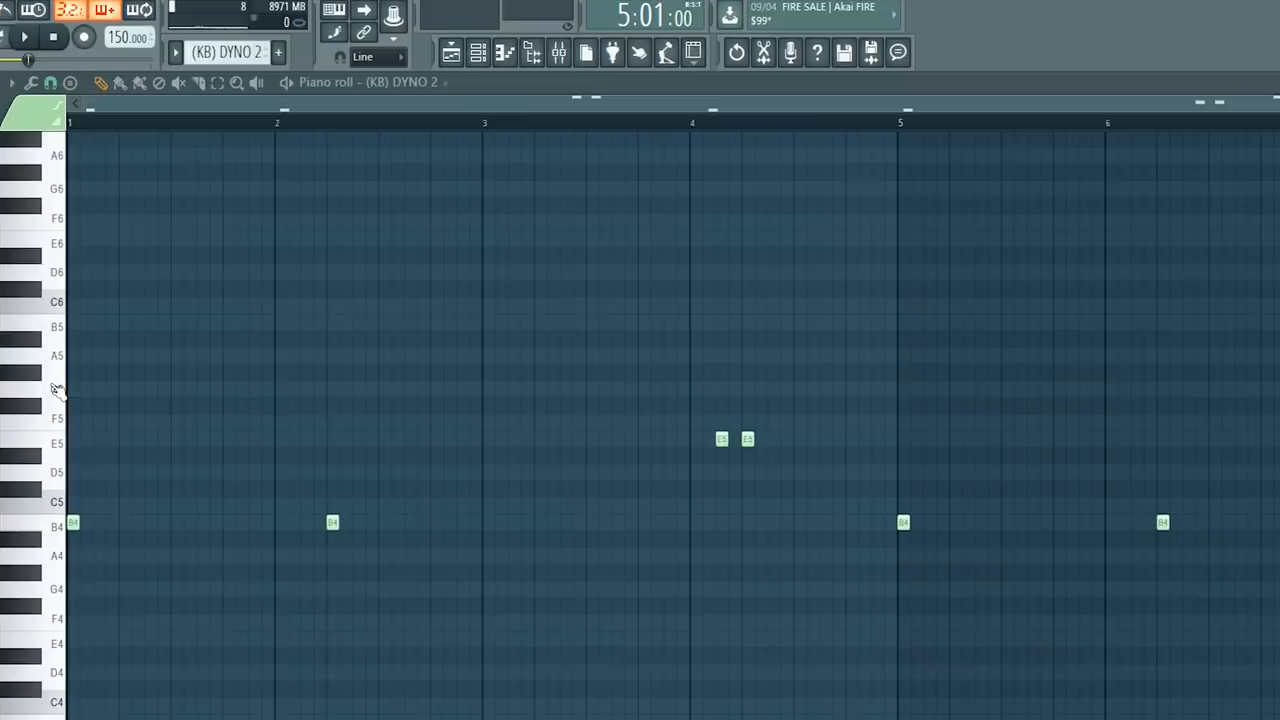 3.2:
8
8971 MB
0
5:01:00
B:S:T
09/04 FIRE SALE | Akai FIRE
$99*
150.000
(KB) DYNO 2
+
Line
?
Piano roll - (KB) DYNO 2
1 2 3 4 5 6
A6
G6
F6
E6
D6
C6
B5
A5
F5
E5 E5 E5
D5
C5
B4 B4 B4 B4 B4
A4
G4
F4
E4
D4
C4